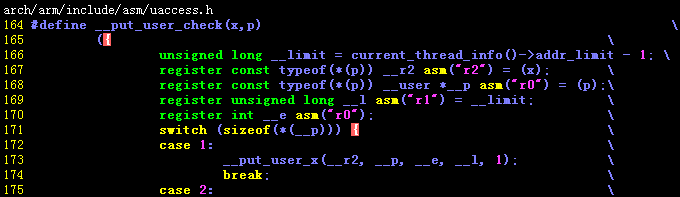 arch/arm/include/asm/uaccess.h
164 #define __put_user_check(x,p) \
165 ({ \
166 unsigned long __limit = current_thread_info()->addr_limit - 1; \
167 register const typeof(*(p)) __r2 asm("r2") = (x); \
168 register const typeof(*(p)) __user *__p asm("r0") = (p);\
169 register unsigned long __l asm("r1") = __limit; \
170 register int __e asm("r0"); \
171 switch (sizeof(*(__p))) { \
172 case 1: \
173 __put_user_x(__r2, __p, __e, __l, 1); \
174 break; \
175 case 2: \